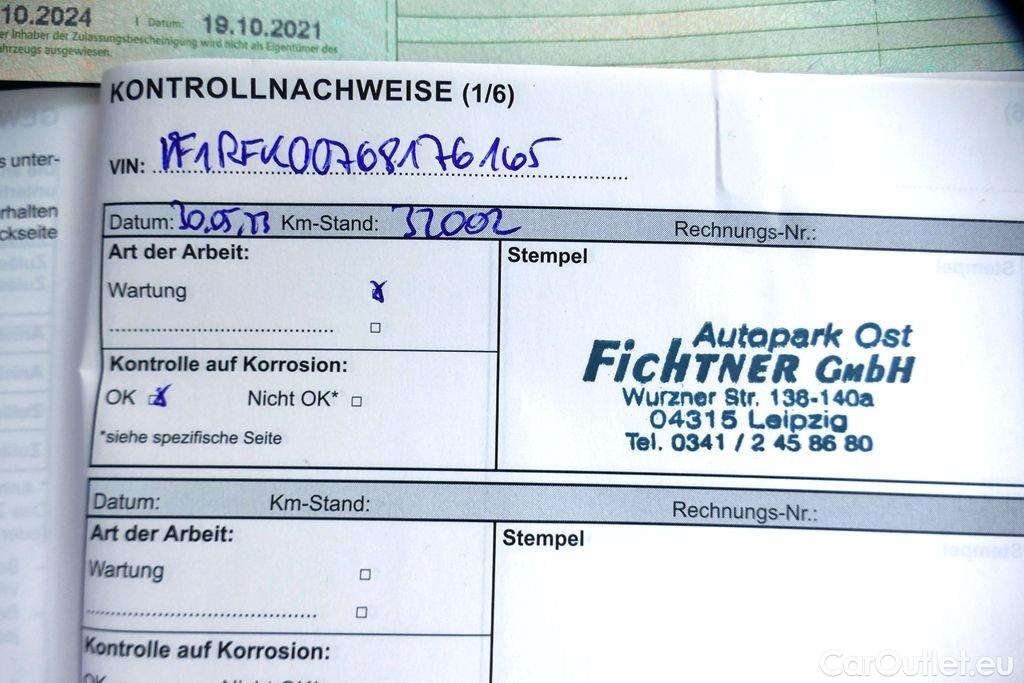 .10.2024 Datum: 19.10.2021
er Inhaber der Zulassungsbescheinigung wird nicht als Eigentümer des
ahrzeugs ausgewiesen.
KONTROLLNACHWEISE (1/6)
VIN: VF1RFK00768176165
s unter-
rhalten
ckseite
Datum: 30.05.23 Km-Stand: 32002 Rechnungs-Nr.:
Art der Arbeit:
Stempel
Wartung
Autopark Ost
FICHTNER GMBH
Wurzner Str. 138-140a
04315 Leipzig
Tel. 0341 / 2 45 86 80
Kontrolle auf Korrosion:
OK Nicht OK*
*siehe spezifische Seite
Datum: Km-Stand: Rechnungs-Nr.:
Art der Arbeit:
Stempel
Wartung
Kontrolle auf Korrosion:
CarOutlet.eu